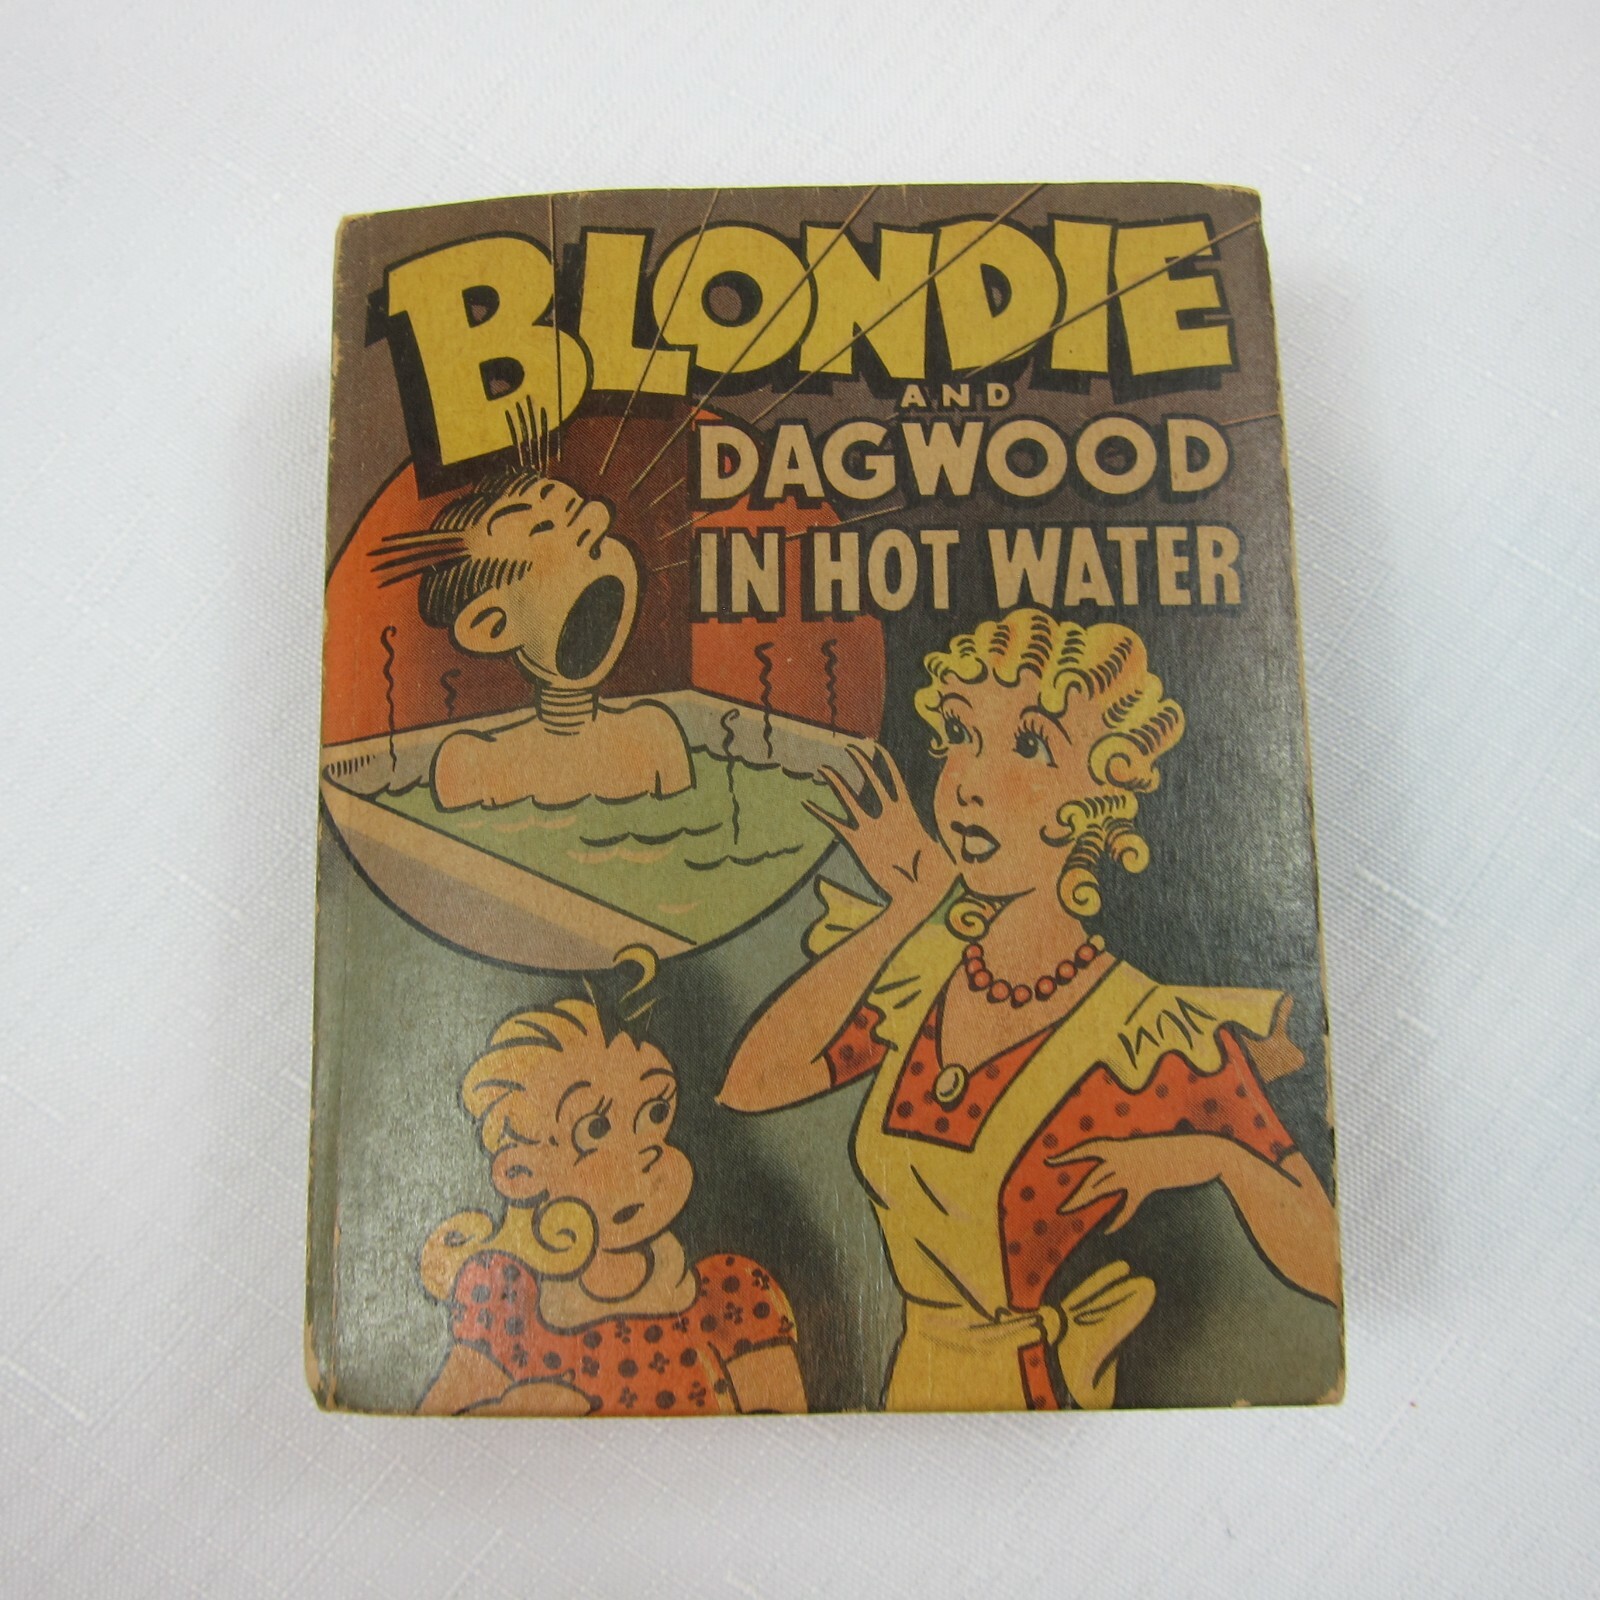 BLONDIE
AND
DAGWOOD
IN HOT WATER